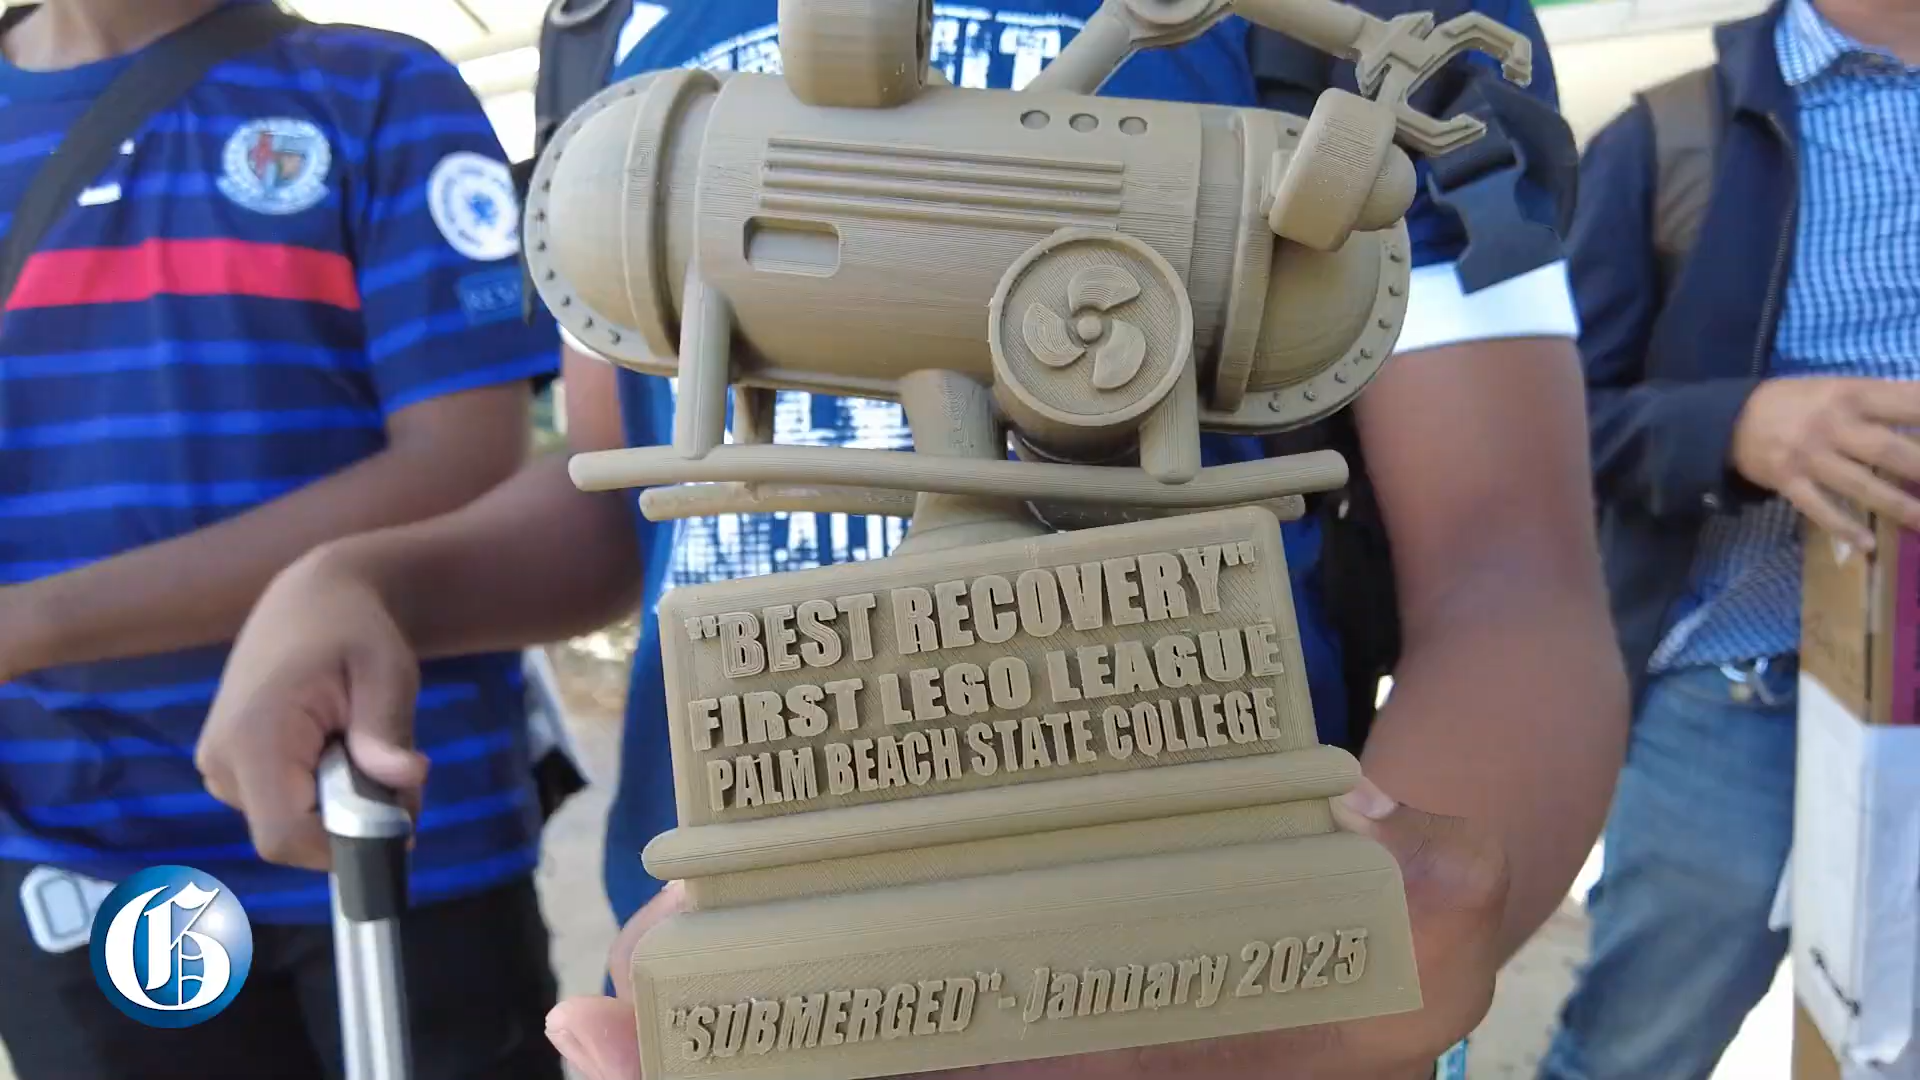 "BEST RECOVERY"
FIRST LEGO LEAGUE
PALM BEACH STATE COLLEGE
"SUBMERGED"- January 2025
G